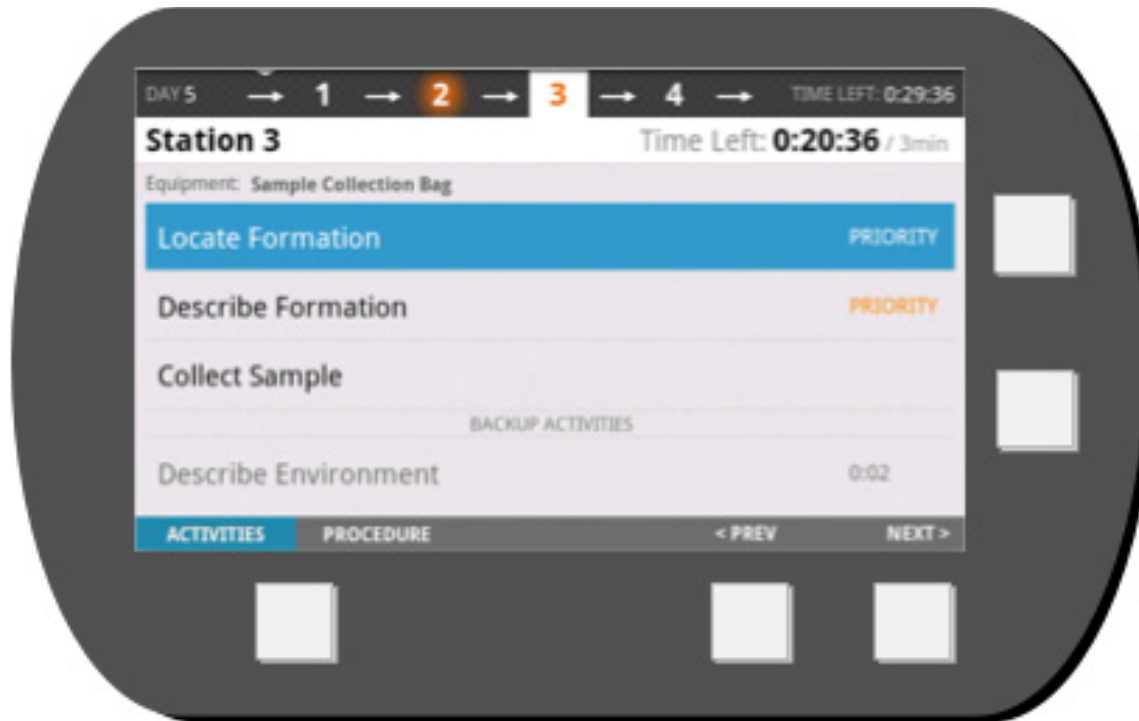 DAY 5 → 1 → 2 → 3 → 4 → TIME LEFT: 0:29:36
Station 3 Time Left: 0:20:36 / 3min
Equipment: Sample Collection Bag
Locate Formation PRIORITY
Describe Formation PRIORITY
Collect Sample
BACKUP ACTIVITIES
Describe Environment 0:02
ACTIVITIES PROCEDURE < PREV NEXT >